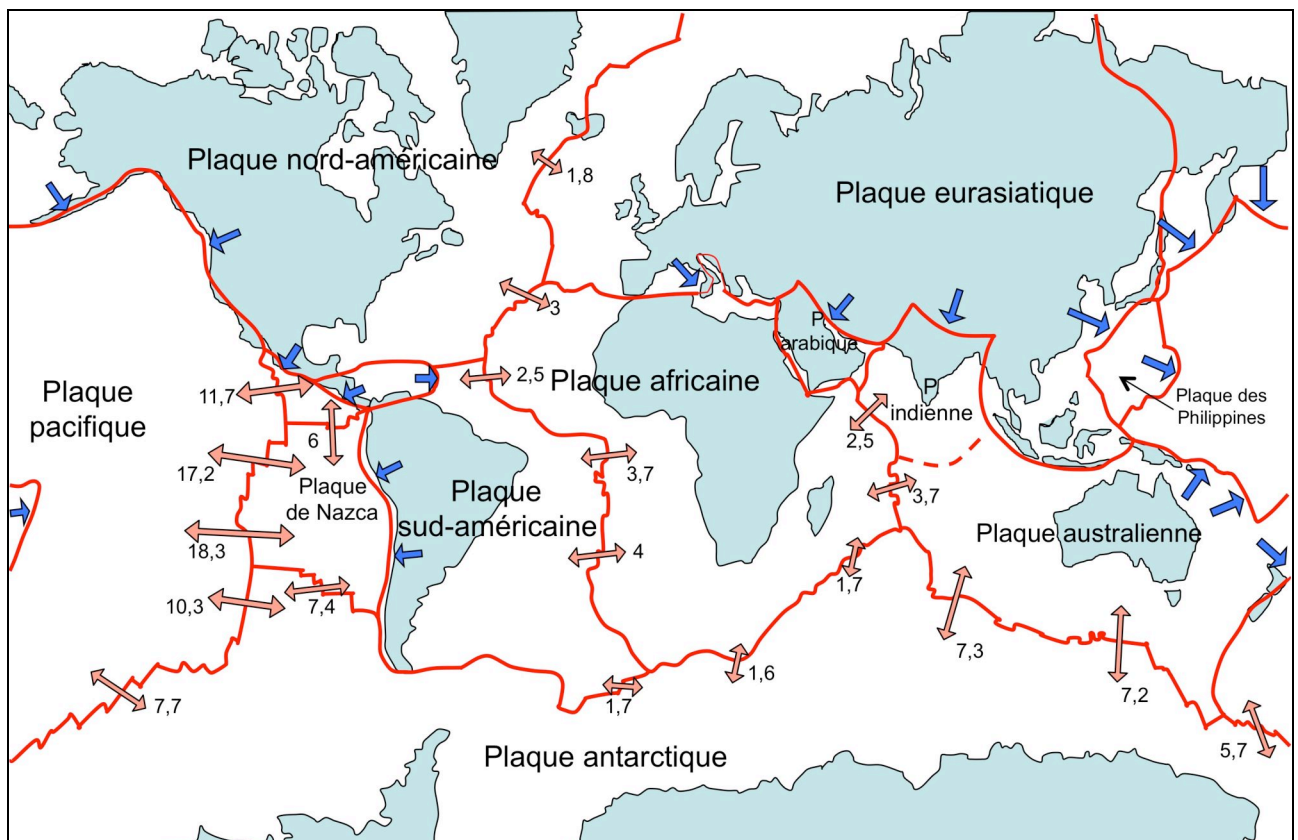 Plaque nord-américaine
1,8
Plaque eurasiatique
3
P
arabique
Plaque
pacifique
11,7
2,5
Plaque africaine
P
indienne
Plaque des
Philippines
6
2,5
17,2
3,7
Plaque
de Nazca
Plaque
sud-américaine
3,7
Plaque australienne
18,3
4
10,3
7,4
1,7
7,3
1,6
7,2
7,7
1,7
5,7
Plaque antarctique